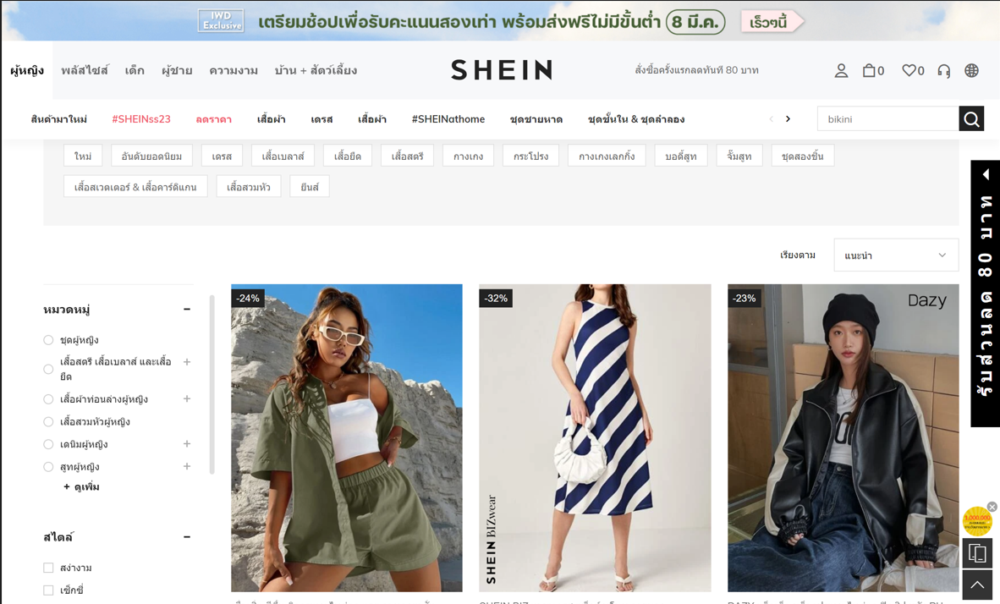 IWD
Exclusive
เตรียมช้อปเพื่อรับคะแนนสองเท่า พร้อมส่งฟรีไม่มีขั้นต่ำ 8 มี.ค. เร็วๆนี้
ผู้หญิง พลัสไซส์ เด็ก ผู้ชาย ความงาม บ้าน + สัตว์เลี้ยง SHEIN สั่งซื้อครั้งแรกลดทันที 80 บาท 0 0
สินค้ามาใหม่ #SHEINss23 ลดราคา เสื้อผ้า เดรส เสื้อผ้า #SHEINathome ชุดชายหาด ชุดชั้นใน & ชุดลำลอง bikini
ใหม่ อันดับยอดนิยม เดรส เสื้อเบลาส์ เสื้อยืด เสื้อสตรี กางเกง กระโปรง กางเกงเลกกิ้ง บอดี้สูท จั๊มสูท ชุดสองชิ้น
เสื้อสเวตเตอร์ & เสื้อคาร์ดิแกน เสื้อสวมหัว ยีนส์
รับส่วนลด 80 บาท
เรียงตาม แนะนำ
หมวดหมู่
ชุดผู้หญิง
เสื้อสตรี เสื้อเบลาส์ และเสื้อ
ยืด
เสื้อผ้าท่อนล่างผู้หญิง
เสื้อสวมหัวผู้หญิง
เดนิมผู้หญิง
สูทผู้หญิง
+ ดูเพิ่ม
สไตล์
สง่างาม
เซ็กซี่
-24%
-32%
SHEIN BIZwear
-23%
Dazy
1,000,000